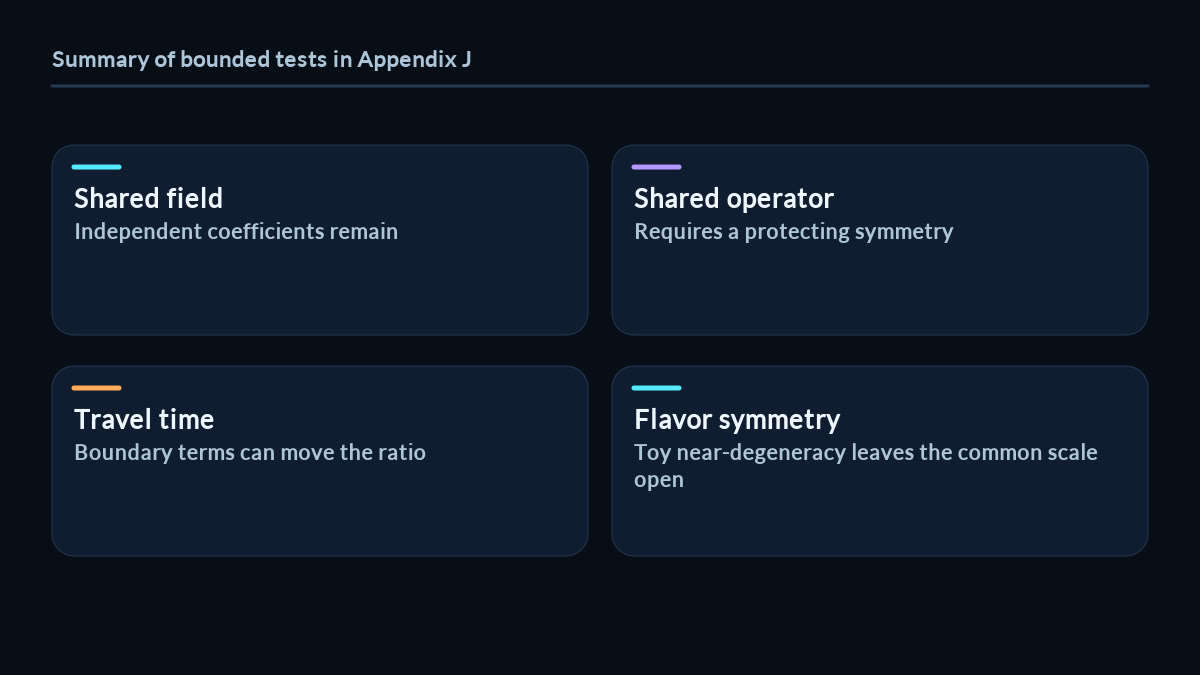 Summary of bounded tests in Appendix J
Shared field
Independent coefficients remain
Shared operator
Requires a protecting symmetry
Travel time
Boundary terms can move the ratio
Flavor symmetry
Toy near-degeneracy leaves the common scale
open